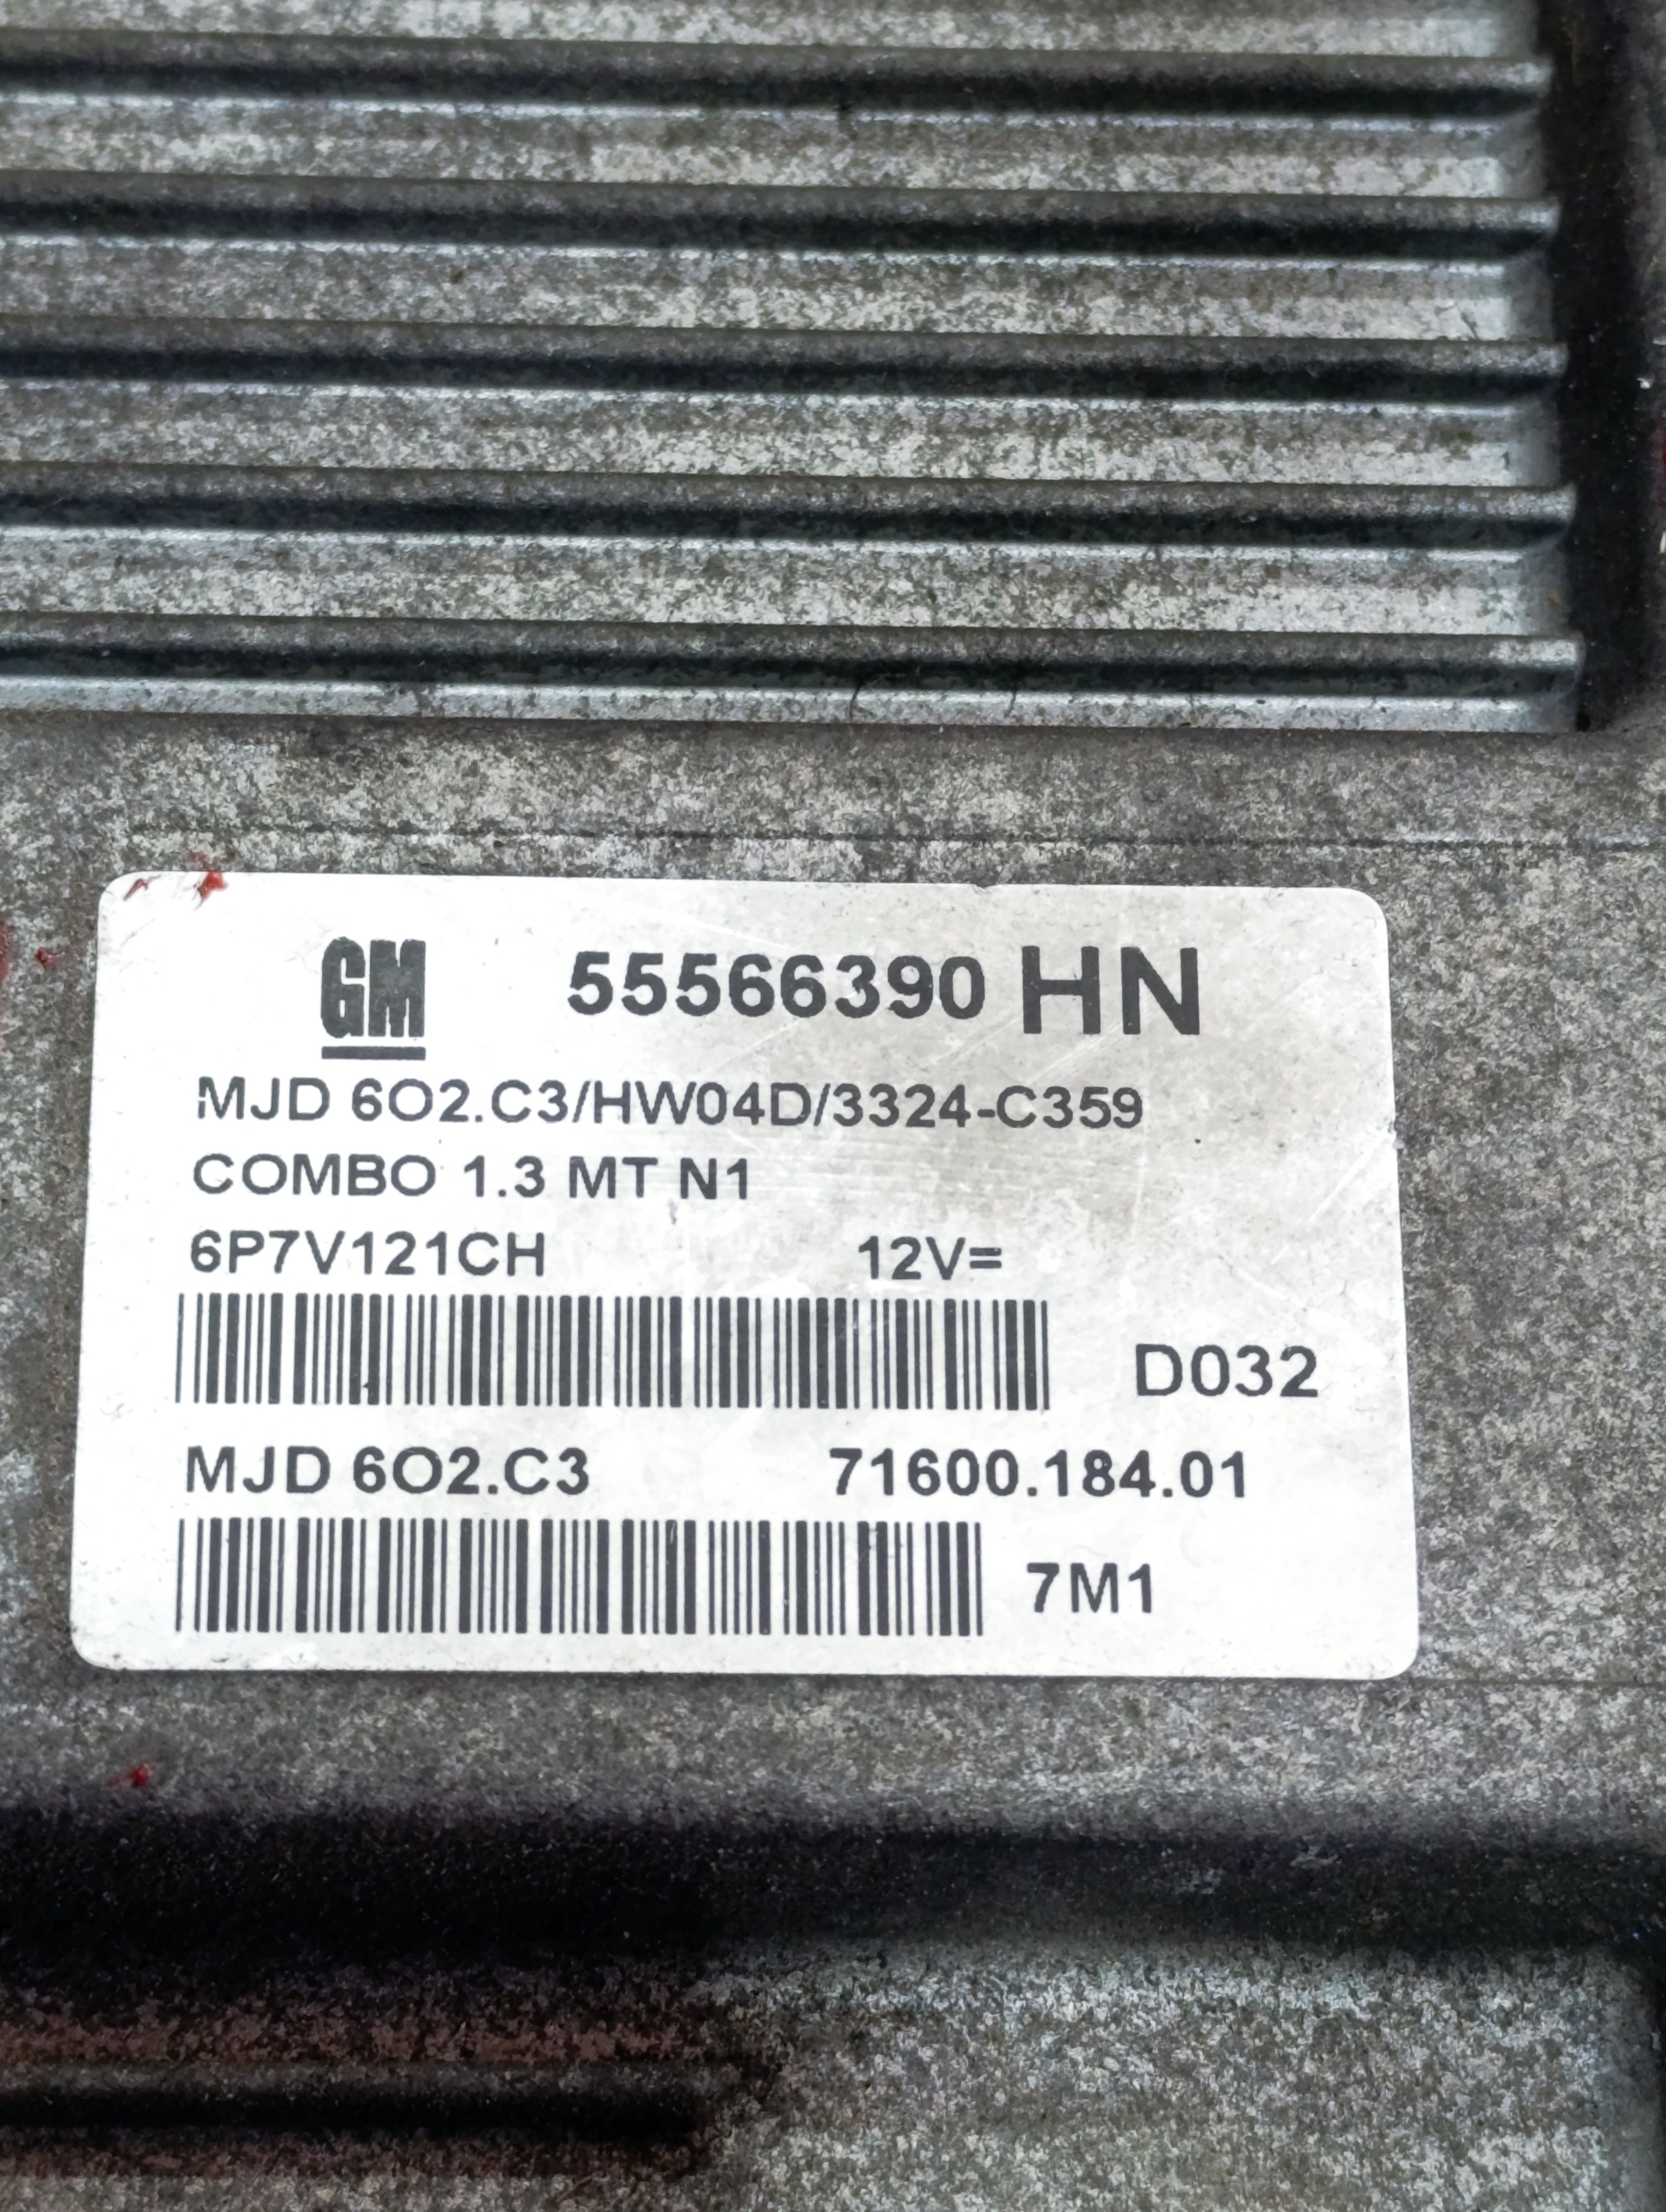 GM 55566390 HN
MJD 6O2.C3/HW04D/3324-C359
COMBO 1.3 MT N1
6P7V121CH 12V=
D032
MJD 6O2.C3 71600.184.01
7M1